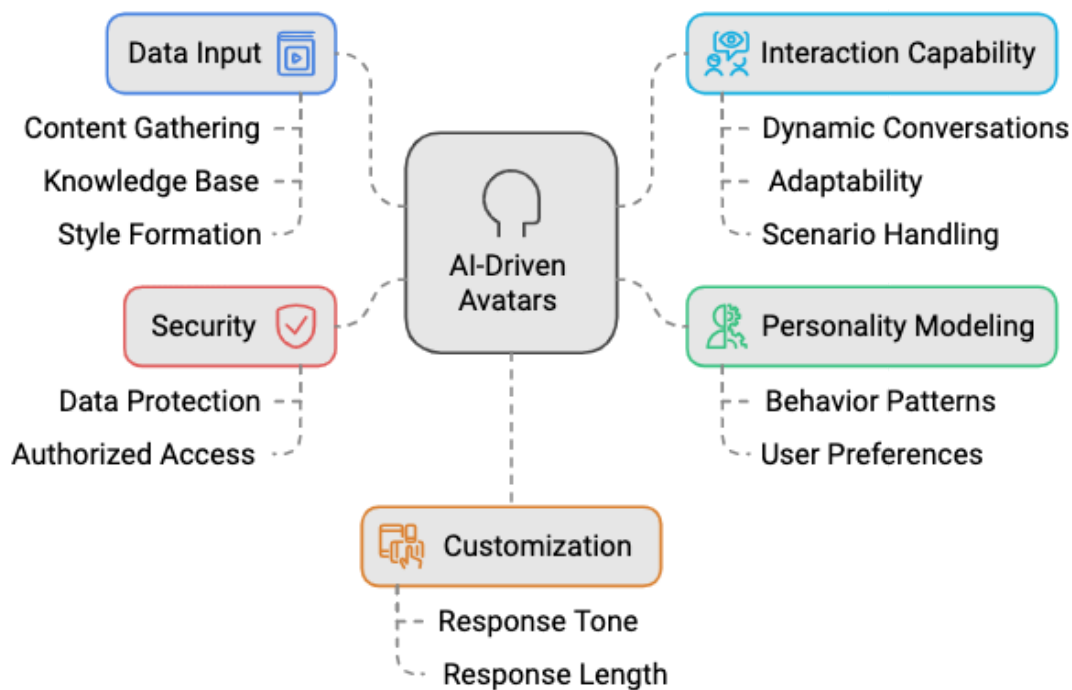 Data Input
Content Gathering
Knowledge Base
Style Formation
Security
Data Protection
Authorized Access
AI-Driven
Avatars
Interaction Capability
Dynamic Conversations
Adaptability
Scenario Handling
Personality Modeling
Behavior Patterns
User Preferences
Customization
Response Tone
Response Length